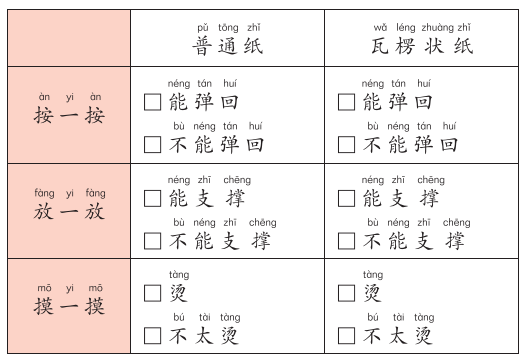 pǔ tōng zhǐ wǎ léng zhuàng zhǐ
普通纸 瓦楞状纸
néng tán huí néng tán huí
àn yi àn □能弹回 □能弹回
按一按 bù néng tán huí bù néng tán huí
□不能弹回 □不能弹回
néng zhī chēng néng zhī chēng
fàng yi fàng □能支撑 □能支撑
放一放 bù néng zhī chēng bù néng zhī chēng
□不能支撑 □不能支撑
tàng tàng
mō yi mō □烫 □烫
摸一摸 bú tài tàng bú tài tàng
□不太烫 □不太烫